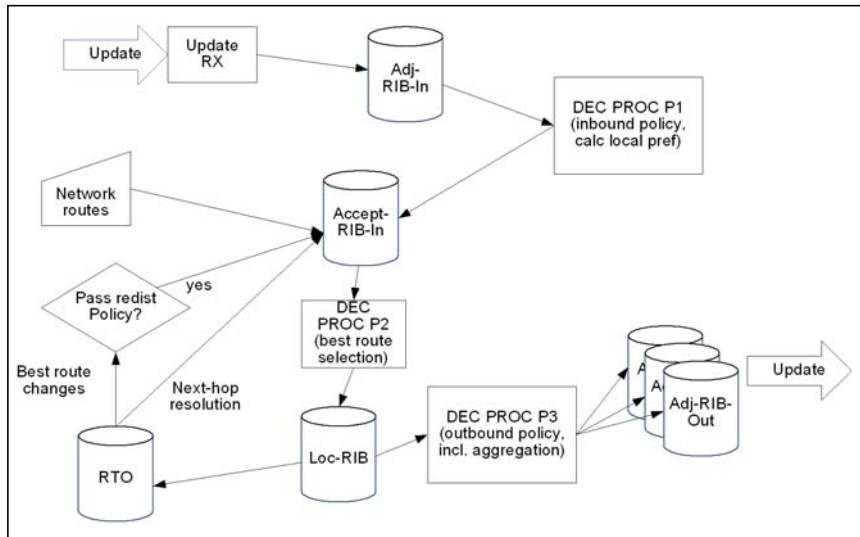 Update
Update
RX
Adj-
RIB-In
DEC PROC P1
(inbound policy,
calc local pref)
Network
routes
Accept-
RIB-In
yes
Pass redist
Policy?
DEC
PROC P2
(best route
selection)
Best route
changes
Next-hop
resolution
RTO
Loc-RIB
DEC PROC P3
(outbound policy,
incl. aggregation)
A
A
Adj-RIB-
Out
Update